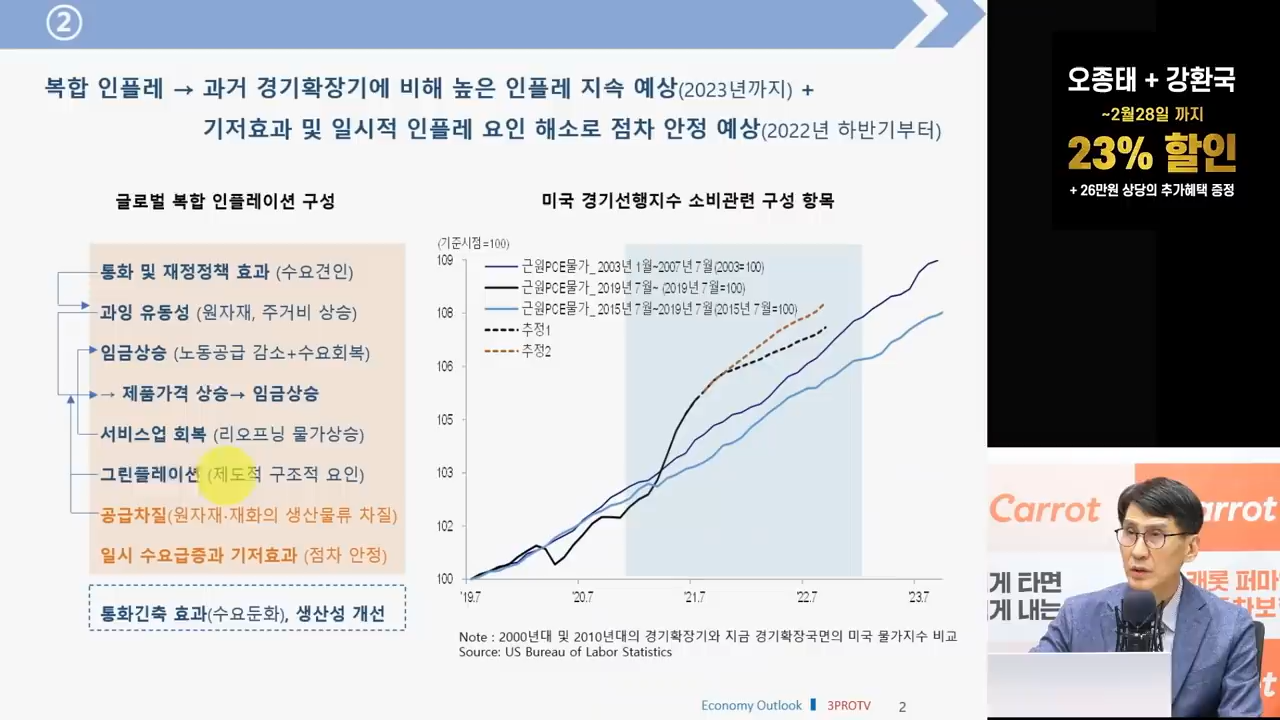 ②
복합 인플레 → 과거 경기확장기에 비해 높은 인플레 지속 예상(2023년까지) +
기저효과 및 일시적 인플레 요인 해소로 점차 안정 예상(2022년 하반기부터)
글로벌 복합 인플레이션 구성
통화 및 재정정책 효과 (수요견인)
과잉 유동성 (원자재, 주거비 상승)
임금상승 (노동공급 감소+수요회복)
→ 제품가격 상승→ 임금상승
서비스업 회복 (리오프닝 물가상승)
그린플레이션 (제도적 구조적 요인)
공급차질(원자재·재화의 생산물류 차질)
일시 수요급증과 기저효과 (점차 안정)
통화긴축 효과(수요둔화), 생산성 개선
미국 경기선행지수 소비관련 구성 항목
(기준시점=100)
109
108
106
105
103
102
100
근원PCE물가_ 2003년 1월~2007년 7월(2003=100)
근원PCE물가_ 2019년 7월~ (2019년 7월=100)
근원PCE물가_ 2015년 7월~2019년 7월(2015년 7월=100)
추정1
추정2
'19.7
'20.7
'21.7
'22.7
'23.7
Note : 2000년대 및 2010년대의 경기확장기와 지금 경기확장국면의 미국 물가지수 비교
Source: US Bureau of Labor Statistics
Economy Outlook
3PROTV
2
오종태 + 강환국
~2월28일 까지
23% 할인
+ 26만원 상당의 추가혜택 증정
Carrot
arrot
게 타면
게 내는
캐롯 퍼마